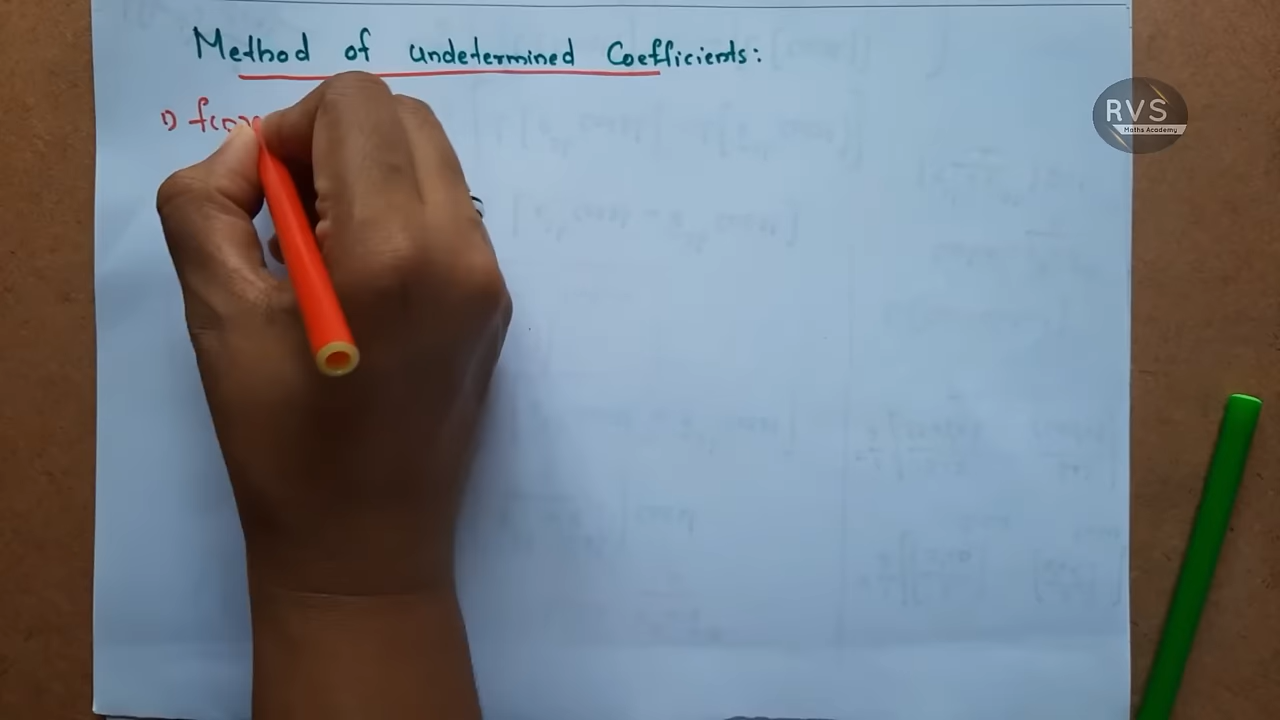 Method of undetermined Coefficients:
1) f(D)
RVS
Maths Academy